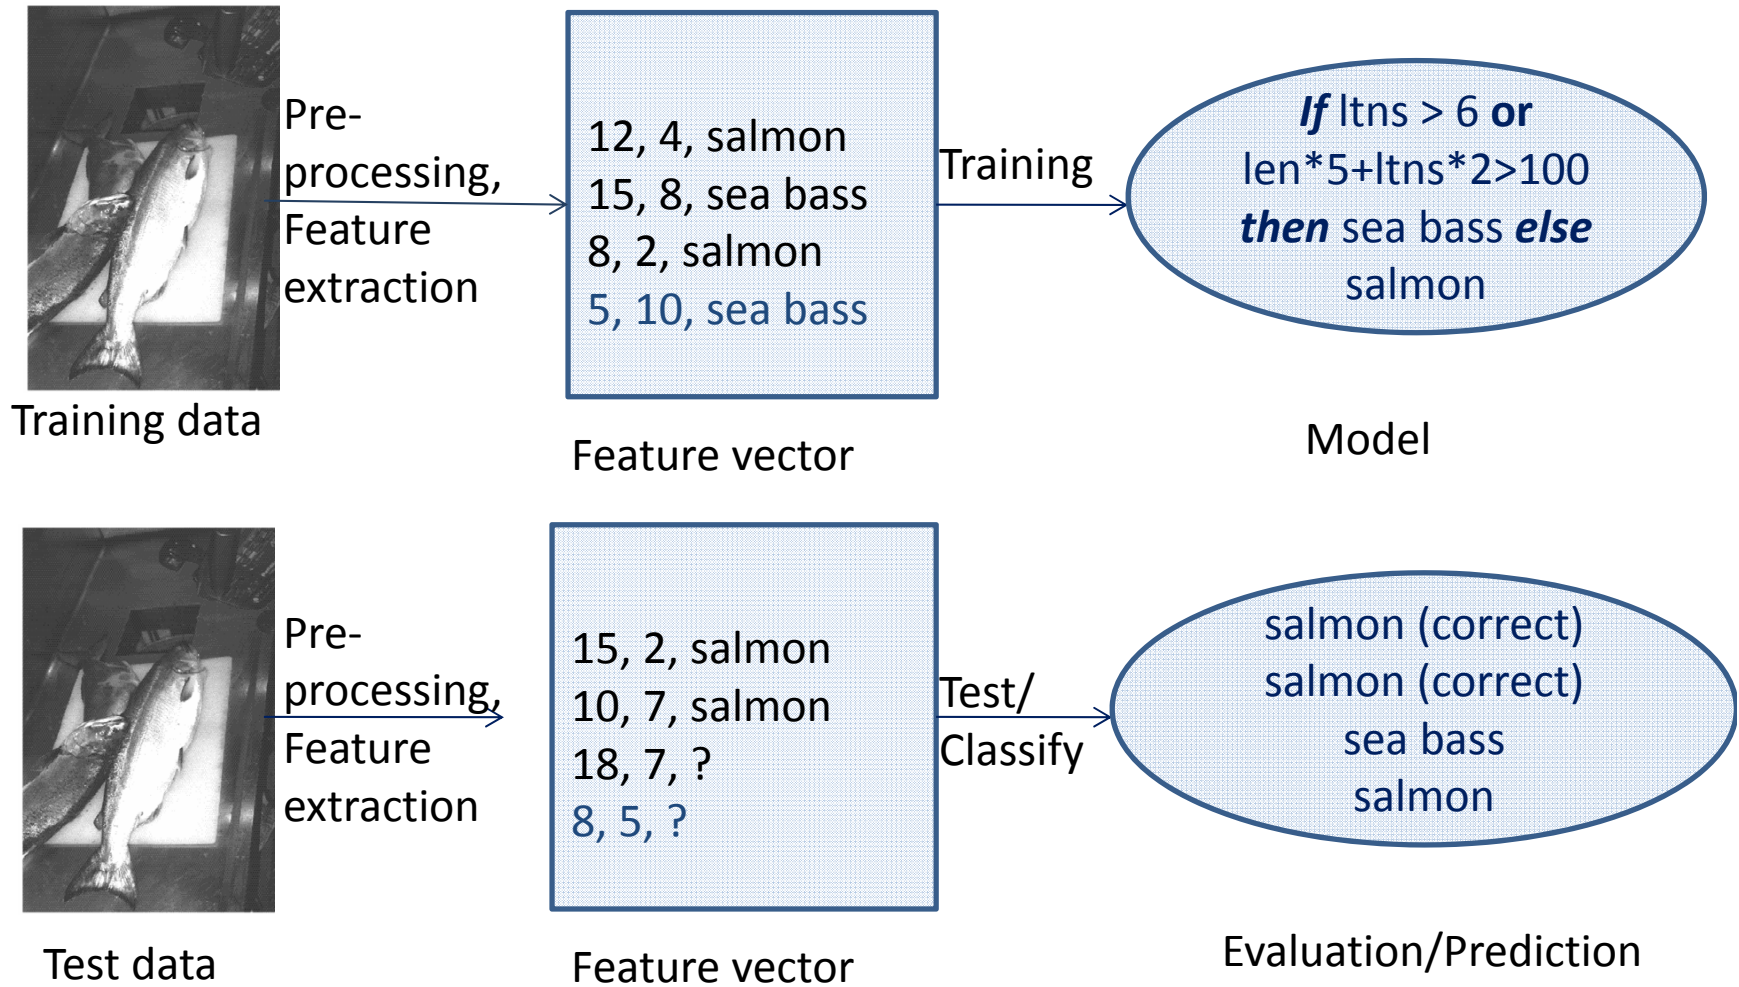 Pre-
processing,
Feature
extraction
12, 4, salmon
15, 8, sea bass
8, 2, salmon
5, 10, sea bass
Training
If ltns > 6 or
len*5+ltns*2>100
then sea bass else
salmon
Training data
Feature vector
Model
Pre-
processing,
Feature
extraction
15, 2, salmon
10, 7, salmon
18, 7, ?
8, 5, ?
Test/
Classify
salmon (correct)
salmon (correct)
sea bass
salmon
Test data
Feature vector
Evaluation/Prediction